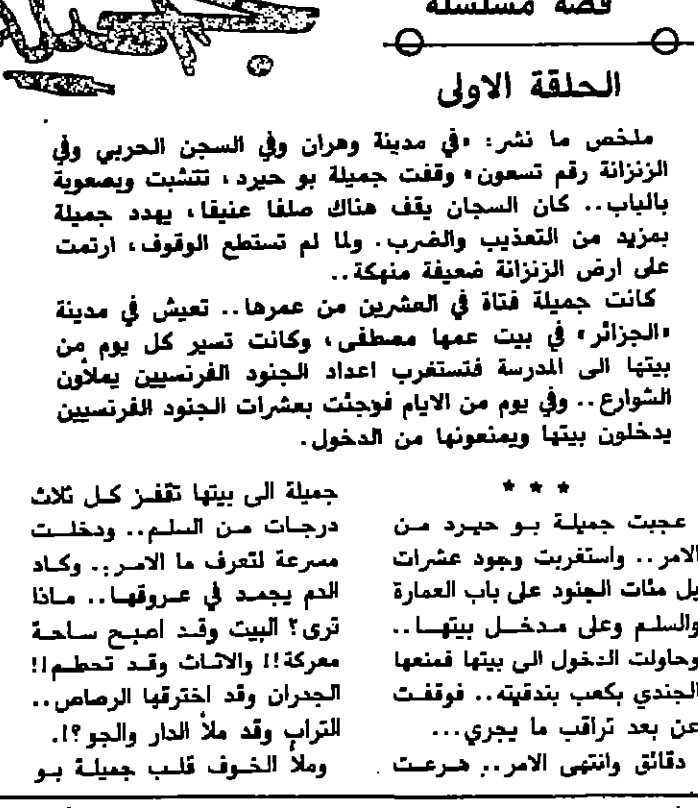 قصة مسلسلة
الحلقة الاولى
ملخص ما نشر: «في مدينة وهران وفي السجن الحربي وفي
الزنزانة رقم تسعون» وقفت جميلة بو حيرد، تتشبت وبصعوبة
بالباب.. كان السجان يقف هناك صلفا عنيقا، يهدد جميلة
بمزيد من التعذيب والضرب. ولما لم تستطع الوقوف، ارتمت
على ارض الزنزانة ضعيفة منهكة..
كانت جميلة فتاة في العشرين من عمرها.. تعيش في مدينة
«الجزائر» في بيت عمها مصطفى، وكانت تسير كل يوم من
بيتها الى المدرسة فتستغرب اعداد الجنود الفرنسيين يملأون
الشوارع.. وفي يوم من الايام فوجئت بعشرات الجنود الفرنسيين
يدخلون بيتها ويمنعونها من الدخول.
* * *
عجبت جميلة بو حيرد من
الامر.. واستغربت وجود عشرات
بل مئات الجنود على باب العمارة
والسلم وعلى مدخل بيتها..
وحاولت الدخول الى بيتها فمنعها
الجندي بكعب بندقيته.. فوقفت
عن بعد تراقب ما يجري...
دقائق وانتهى الامر.. هرعت
جميلة الى بيتها تقفز كل ثلاث
درجات من السلم.. ودخلت
مسرعة لتعرف ما الامر.. وكاد
الدم يجمد في عروقها.. ماذا
ترى؟ البيت وقد اصبح ساحة
معركة!! والاثاث وقد تحطم!!
الجدران وقد اخترقها الرصاص..
التراب وقد ملأ الدار والجو؟!.
وملأ الخوف قلب جميلة بو